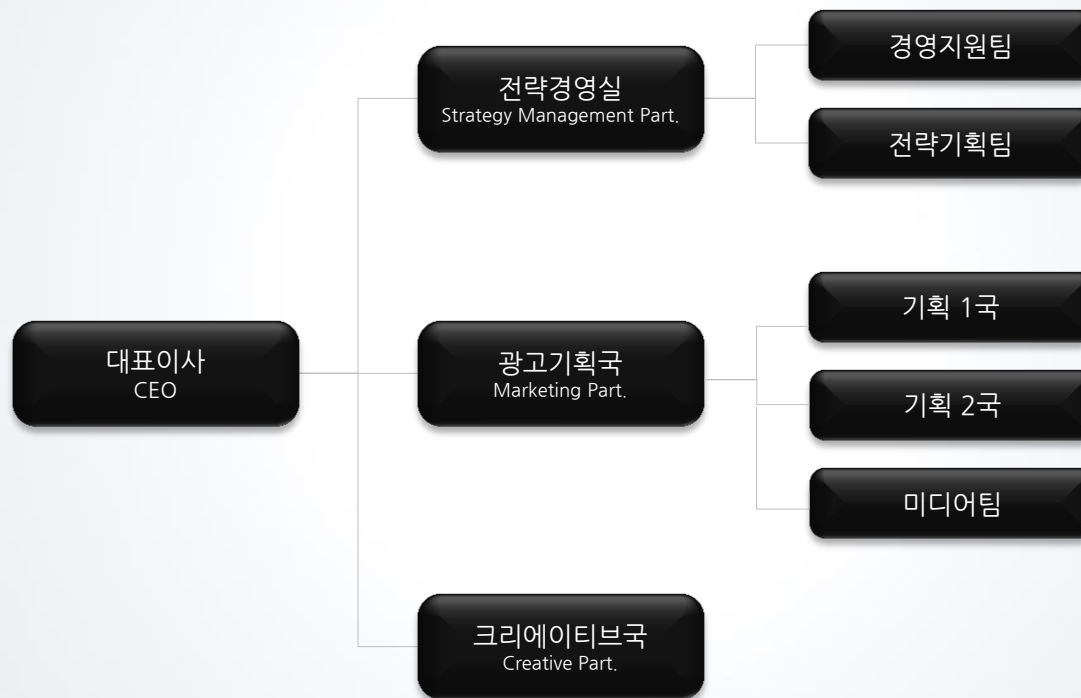 전략경영실
Strategy Management Part.
경영지원팀
전략기획팀
대표이사
CEO
광고기획국
Marketing Part.
기획 1국
기획 2국
미디어팀
크리에이티브국
Creative Part.